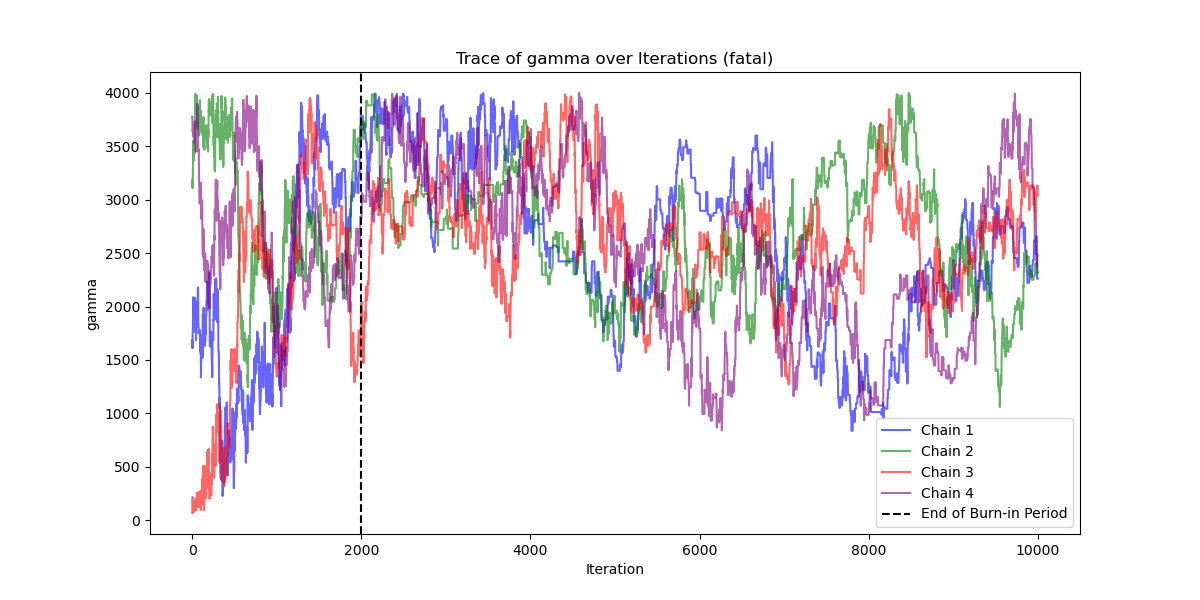 Trace of gamma over Iterations (fatal)
4000
3500
3000
2500
2000
1500
1000
500
0
gamma
0 2000 4000 6000 8000 10000
Iteration
Chain 1
Chain 2
Chain 3
Chain 4
End of Burn-in Period